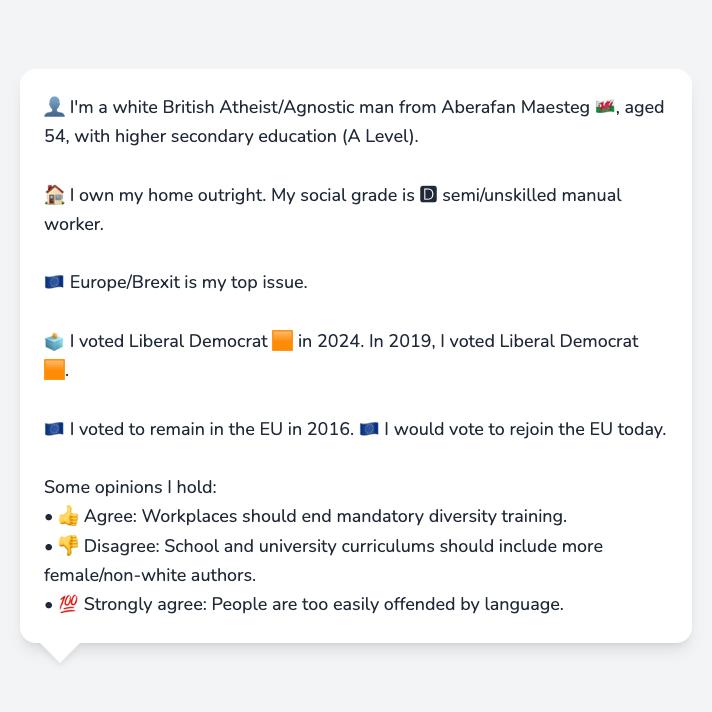 👤 I'm a white British Atheist/Agnostic man from Aberafan Maesteg 🏴󠁧󠁢󠁷󠁬󠁳󠁿, aged
54, with higher secondary education (A Level).
🏠 I own my home outright. My social grade is 🅳 semi/unskilled manual
worker.
🇪🇺 Europe/Brexit is my top issue.
🗳️ I voted Liberal Democrat 🟧 in 2024. In 2019, I voted Liberal Democrat
🟧.
🇪🇺 I voted to remain in the EU in 2016. 🇪🇺 I would vote to rejoin the EU today.
Some opinions I hold:
• 👍 Agree: Workplaces should end mandatory diversity training.
• 👎 Disagree: School and university curriculums should include more
female/non-white authors.
• 💯 Strongly agree: People are too easily offended by language.